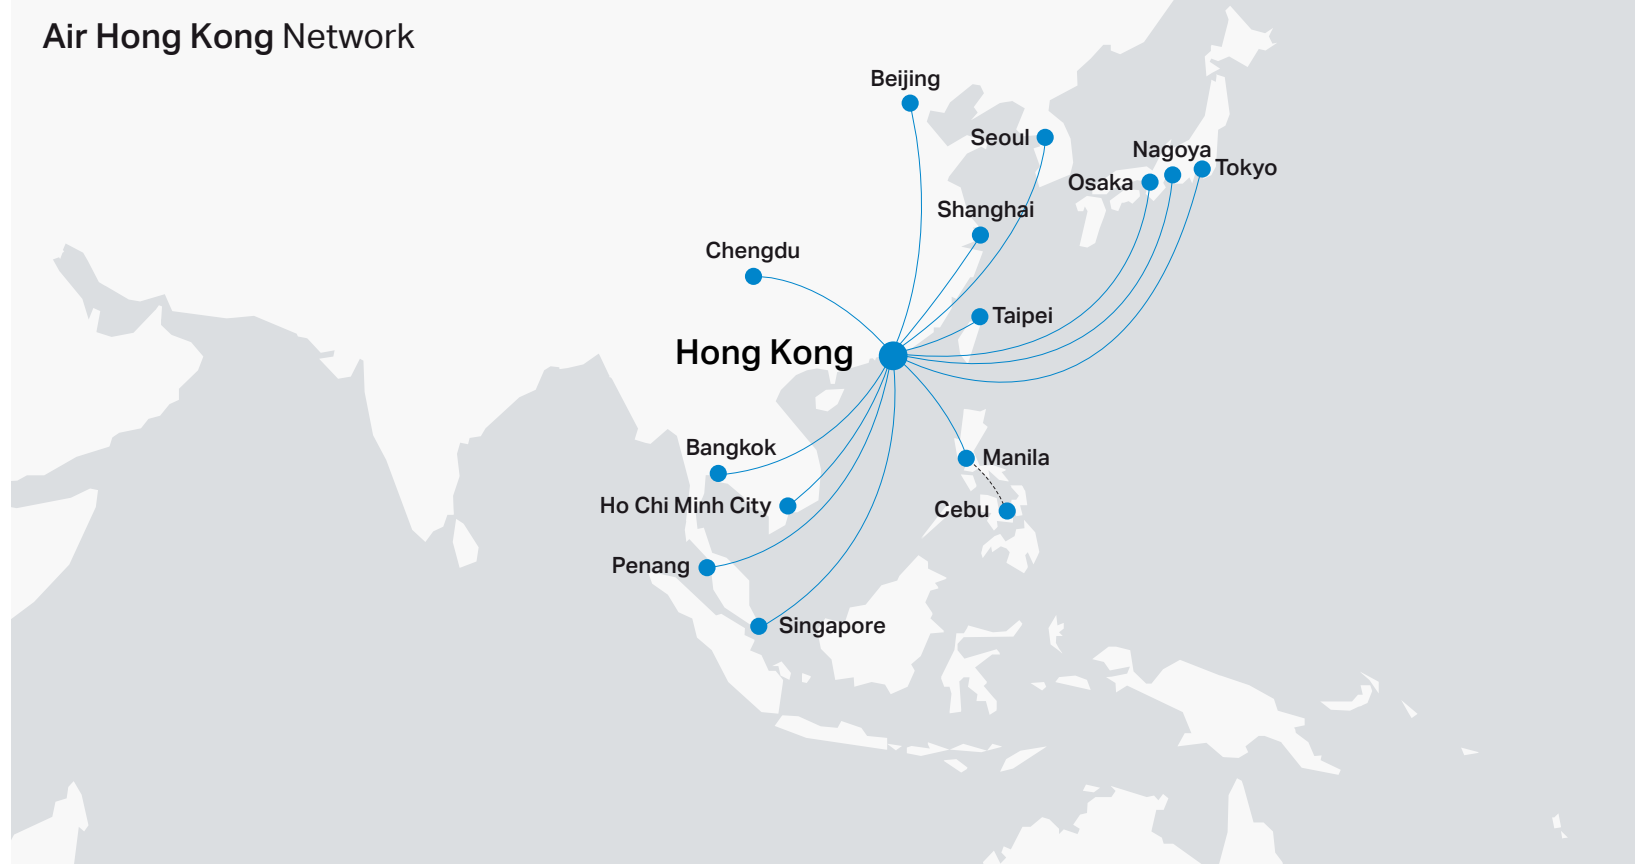 Air Hong Kong Network
Beijing
Seoul
Nagoya
Tokyo
Osaka
Shanghai
Chengdu
Taipei
Hong Kong
Bangkok
Manila
Ho Chi Minh City
Cebu
Penang
Singapore